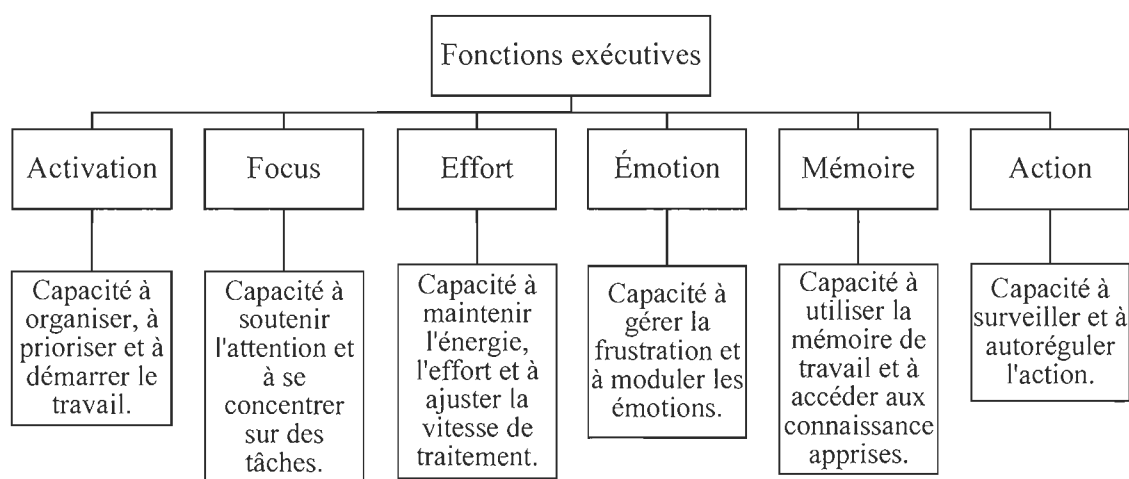 Fonctions exécutives
Activation
Focus
Effort
Émotion
Mémoire
Action
Capacité à
organiser, à
prioriser et à
démarrer le
travail.
Capacité à
soutenir
l'attention et
à se
concentrer
sur des
tâches.
Capacité à
maintenir
l'énergie,
l'effort et à
ajuster la
vitesse de
traitement.
Capacité à
gérer la
frustration et
à moduler les
émotions.
Capacité à
utiliser la
mémoire de
travail et à
accéder aux
connaissance
apprises.
Capacité à
surveiller et à
autoréguler
l'action.